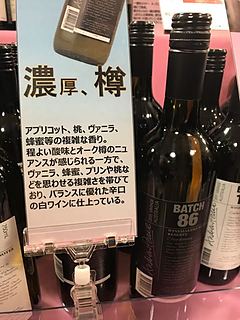 濃厚、樽
アプリコット、桃、ヴァニラ、
蜂蜜等の複雑な香り。
程よい酸味とオーク樽のニュ
アンスが感じられる一方で、
ヴァニラ、蜂蜜、プリンや桃な
どを思わせる複雑さを帯びて
おり、バランスに優れた辛口
の白ワインに仕上っている。
BATCH
86